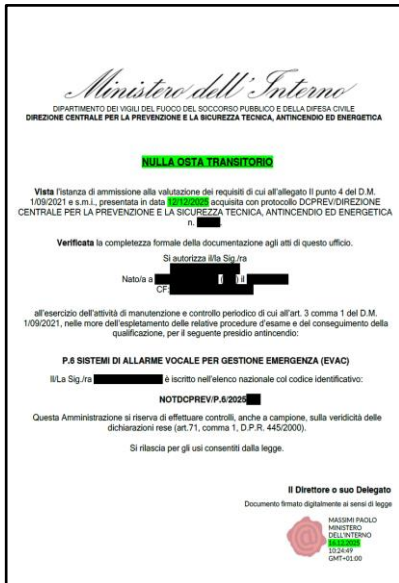 Ministero dell'Interno
DIPARTIMENTO DEI VIGILI DEL FUOCO DEL SOCCORSO PUBBLICO E DELLA DIFESA CIVILE
DIREZIONE CENTRALE PER LA PREVENZIONE E LA SICUREZZA TECNICA, ANTINCENDIO ED ENERGETICA
NULLA OSTA TRANSITORIO
Vista l'istanza di ammissione alla valutazione dei requisiti di cui all'allegato II punto 4 del D.M.
1/09/2021 e s.m.i., presentata in data 12/12/2025 acquisita con protocollo DCPREV/DIREZIONE
CENTRALE PER LA PREVENZIONE E LA SICUREZZA TECNICA, ANTINCENDIO ED ENERGETICA
n.
Verificata la completezza formale della documentazione agli atti di questo ufficio.
Si autorizza il/la Sig./ra
Nato/a a ( ) il
CF:
all'esercizio dell'attività di manutenzione e controllo periodico di cui all'art. 3 comma 1 del D.M.
1/09/2021, nelle more dell'espletamento delle relative procedure d'esame e del conseguimento della
qualificazione, per il seguente presidio antincendio:
P.6 SISTEMI DI ALLARME VOCALE PER GESTIONE EMERGENZA (EVAC)
Il/La Sig./ra è iscritto nell'elenco nazionale col codice identificativo:
NOTDCPREV/P.6/2025
Questa Amministrazione si riserva di effettuare controlli, anche a campione, sulla veridicità delle
dichiarazioni rese (art.71, comma 1, D.P.R. 445/2000).
Si rilascia per gli usi consentiti dalla legge.
Il Direttore o suo Delegato
Documento firmato digitalmente ai sensi di legge
MASSIMI PAOLO
MINISTERO
DELL'INTERNO
16.12.2025
10:24:49
GMT+01:00